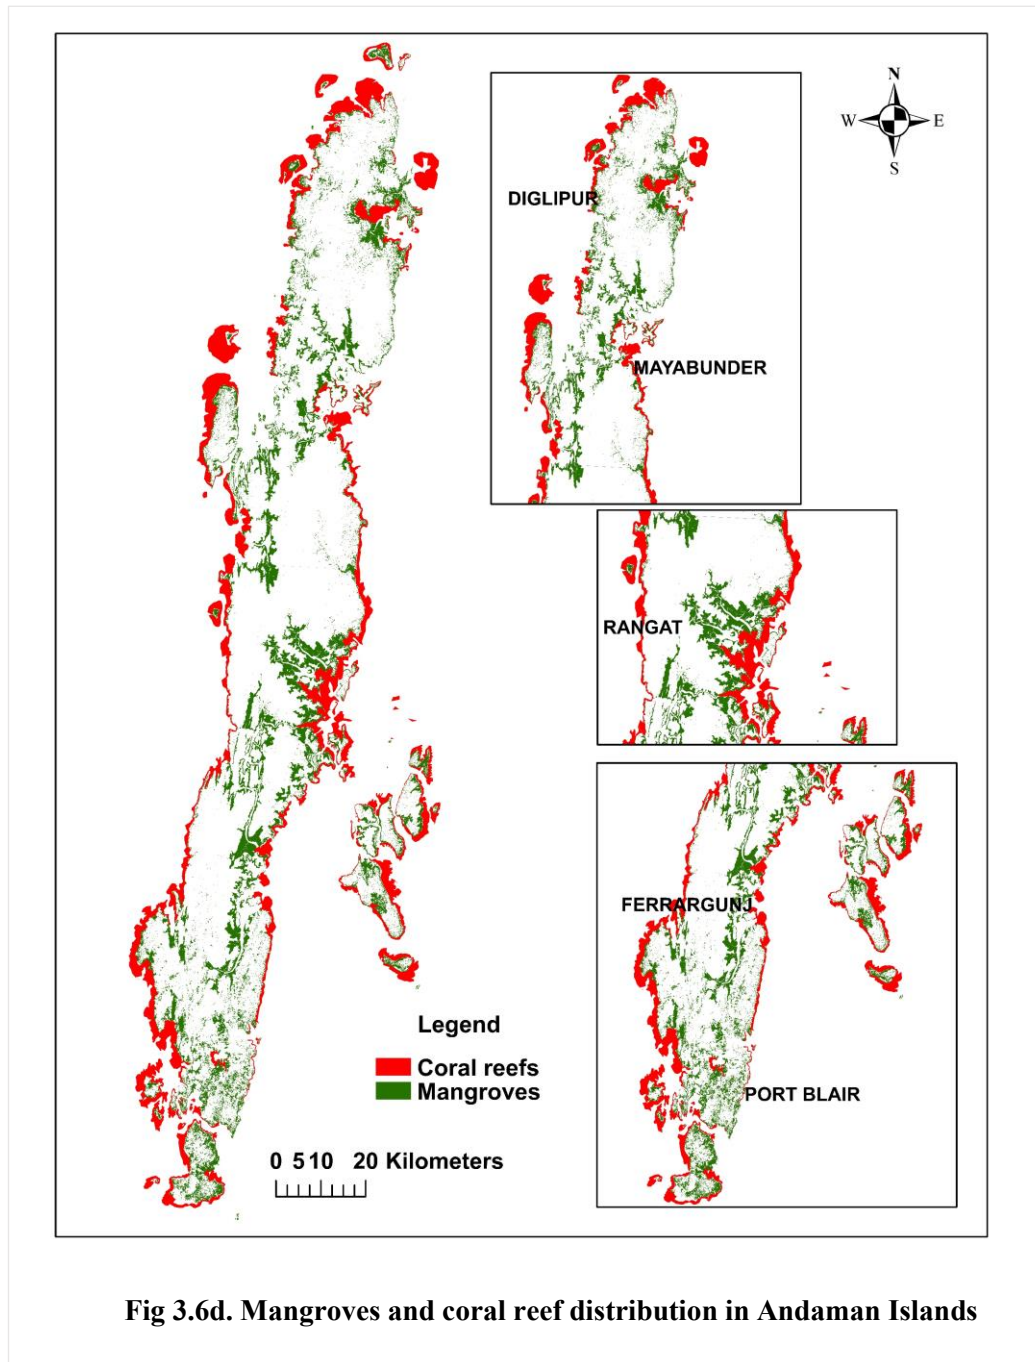 N
W E
S
DIGLIPUR
MAYABUNDER
RANGAT
FERRARGUNJ
PORT BLAIR
Legend
Coral reefs
Mangroves
0 5 10 20 Kilometers
Fig 3.6d. Mangroves and coral reef distribution in Andaman Islands